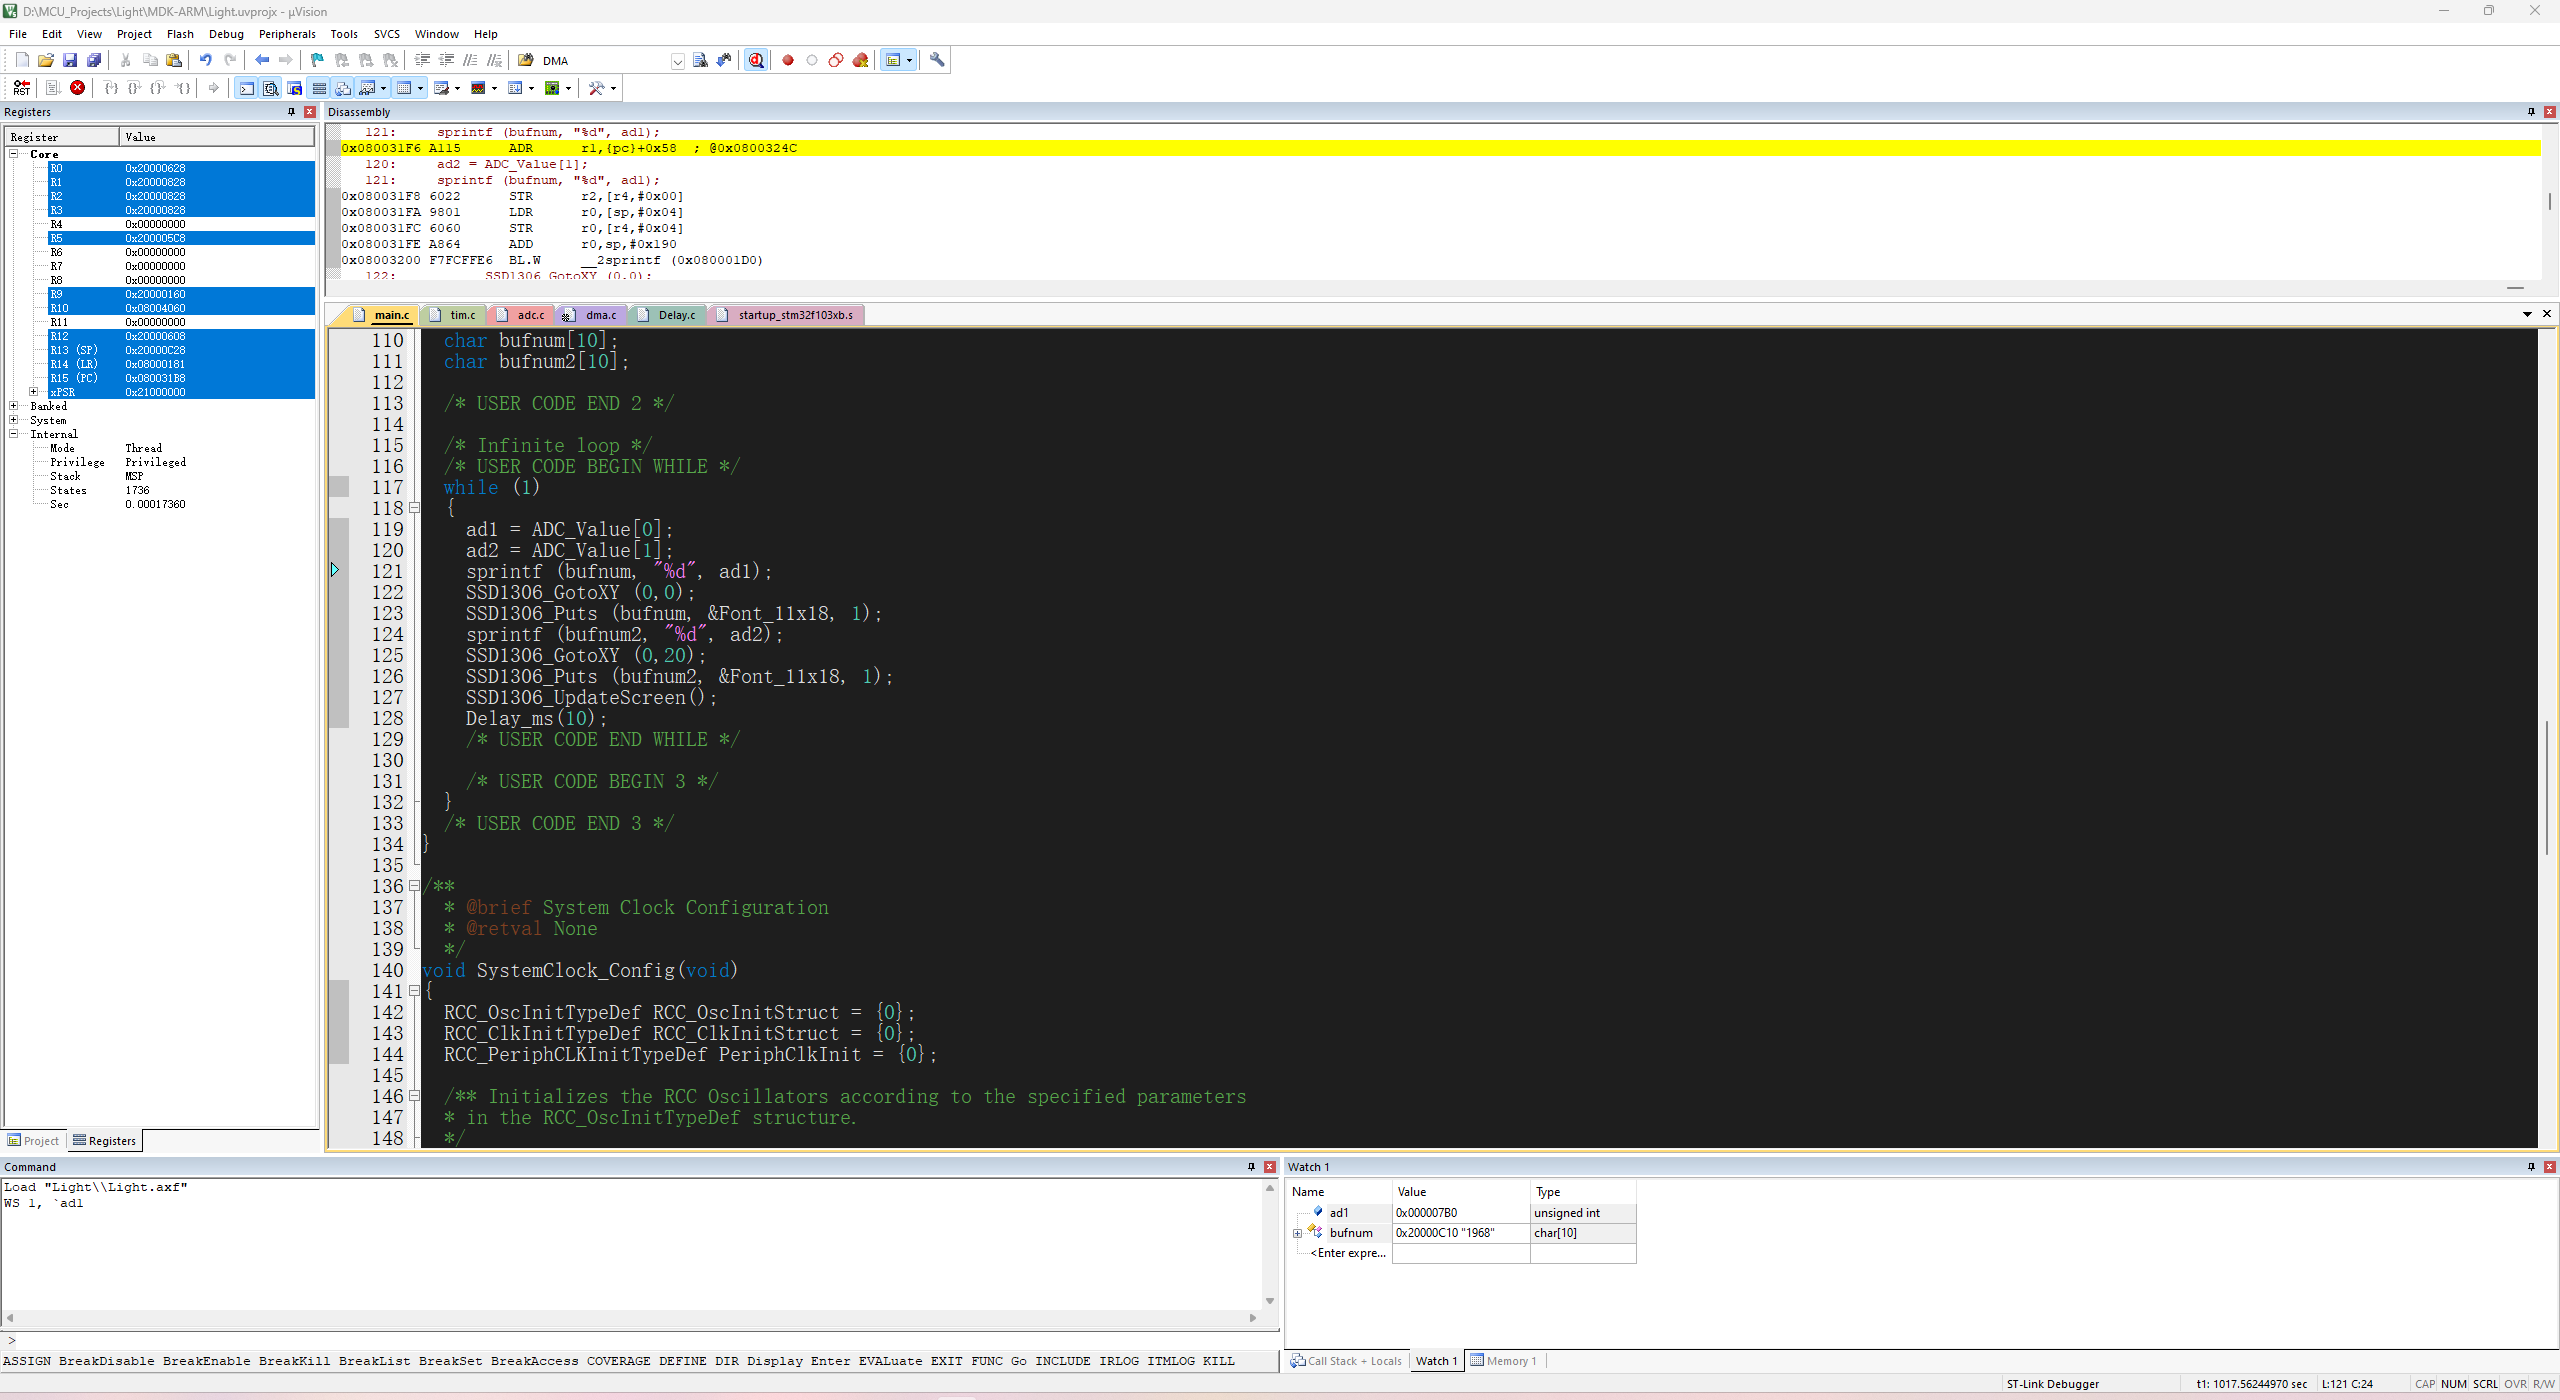 D:\MCU_Projects\Light\MDK-ARM\Light.uvprojx - µVision
File Edit View Project Flash Debug Peripherals Tools SVCS Window Help
DMA
RST
Registers
Register Value
Core
R0 0x20000628
R1 0x20000828
R2 0x20000828
R3 0x20000828
R4 0x00000000
R5 0x200005C8
R6 0x00000000
R7 0x00000000
R8 0x00000000
R9 0x20000160
R10 0x08004060
R11 0x00000000
R12 0x20000608
R13 (SP) 0x20000C28
R14 (LR) 0x08000181
R15 (PC) 0x080031B8
xPSR 0x21000000
Banked
System
Internal
Mode Thread
Privilege Privileged
Stack MSP
States 1736
Sec 0.00017360
Project Registers
Disassembly
121: sprintf (bufnum, "%d", ad1);
0x080031F6 A115 ADR r1,{pc}+0x58 ; @0x0800324C
120: ad2 = ADC_Value[1];
121: sprintf (bufnum, "%d", ad1);
0x080031F8 6022 STR r2,[r4,#0x00]
0x080031FA 9801 LDR r0,[sp,#0x04]
0x080031FC 6060 STR r0,[r4,#0x04]
0x080031FE A864 ADD r0,sp,#0x190
0x08003200 F7FCFFE6 BL.W __2sprintf (0x080001D0)
122: SSD1306_GotoXY (0,0);
main.c tim.c adc.c dma.c Delay.c startup_stm32f103xb.s
110 char bufnum[10];
111 char bufnum2[10];
112
113 /* USER CODE END 2 */
114
115 /* Infinite loop */
116 /* USER CODE BEGIN WHILE */
117 while (1)
118 {
119 ad1 = ADC_Value[0];
120 ad2 = ADC_Value[1];
121 sprintf (bufnum, "%d", ad1);
122 SSD1306_GotoXY (0,0);
123 SSD1306_Puts (bufnum, &Font_11x18, 1);
124 sprintf (bufnum2, "%d", ad2);
125 SSD1306_GotoXY (0,20);
126 SSD1306_Puts (bufnum2, &Font_11x18, 1);
127 SSD1306_UpdateScreen();
128 Delay_ms(10);
129 /* USER CODE END WHILE */
130
131 /* USER CODE BEGIN 3 */
132 }
133 /* USER CODE END 3 */
134 }
135
136 /**
137 * @brief System Clock Configuration
138 * @retval None
139 */
140 void SystemClock_Config(void)
141 {
142 RCC_OscInitTypeDef RCC_OscInitStruct = {0};
143 RCC_ClkInitTypeDef RCC_ClkInitStruct = {0};
144 RCC_PeriphCLKInitTypeDef PeriphClkInit = {0};
145
146 /** Initializes the RCC Oscillators according to the specified parameters
147 * in the RCC_OscInitTypeDef structure.
148 */
Command
Load "Light\\Light.axf"
WS 1, `ad1
>
ASSIGN BreakDisable BreakEnable BreakKill BreakList BreakSet BreakAccess COVERAGE DEFINE DIR Display Enter EVALuate EXIT FUNC Go INCLUDE IRLOG ITMLOG KILL
Watch 1
Name Value Type
ad1 0x000007B0 unsigned int
bufnum 0x20000C10 "1968" char[10]
<Enter expre...
Call Stack + Locals Watch 1 Memory 1
ST-Link Debugger t1: 1017.56244970 sec L:121 C:24 CAP NUM SCRL OVR R/W